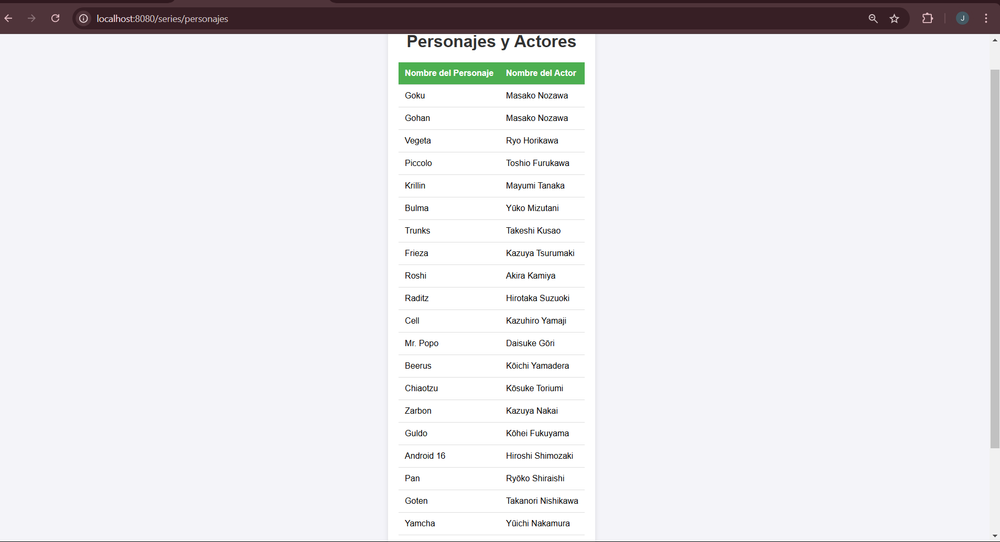 localhost:8080/series/personajes
J
Personajes y Actores
Nombre del Personaje Nombre del Actor
Goku Masako Nozawa
Gohan Masako Nozawa
Vegeta Ryo Horikawa
Piccolo Toshio Furukawa
Krillin Mayumi Tanaka
Bulma Yūko Mizutani
Trunks Takeshi Kusao
Frieza Kazuya Tsurumaki
Roshi Akira Kamiya
Raditz Hirotaka Suzuoki
Cell Kazuhiro Yamaji
Mr. Popo Daisuke Gōri
Beerus Kōichi Yamadera
Chiaotzu Kōsuke Toriumi
Zarbon Kazuya Nakai
Guldo Kōhei Fukuyama
Android 16 Hiroshi Shimozaki
Pan Ryōko Shiraishi
Goten Takanori Nishikawa
Yamcha Yūichi Nakamura